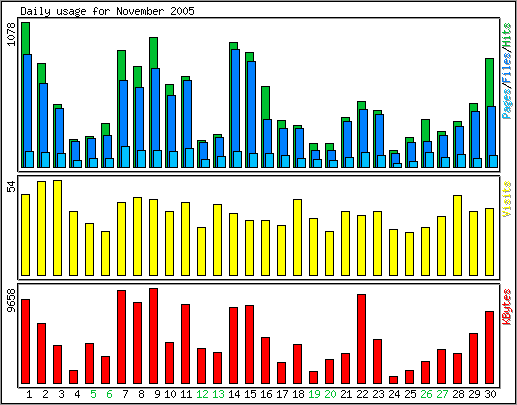 Daily usage for November 2005
1078
Pages/Files/Hits
54
Visits
9658
KBytes
1 2 3 4 5 6 7 8 9 10 11 12 13 14 15 16 17 18 19 20 21 22 23 24 25 26 27 28 29 30